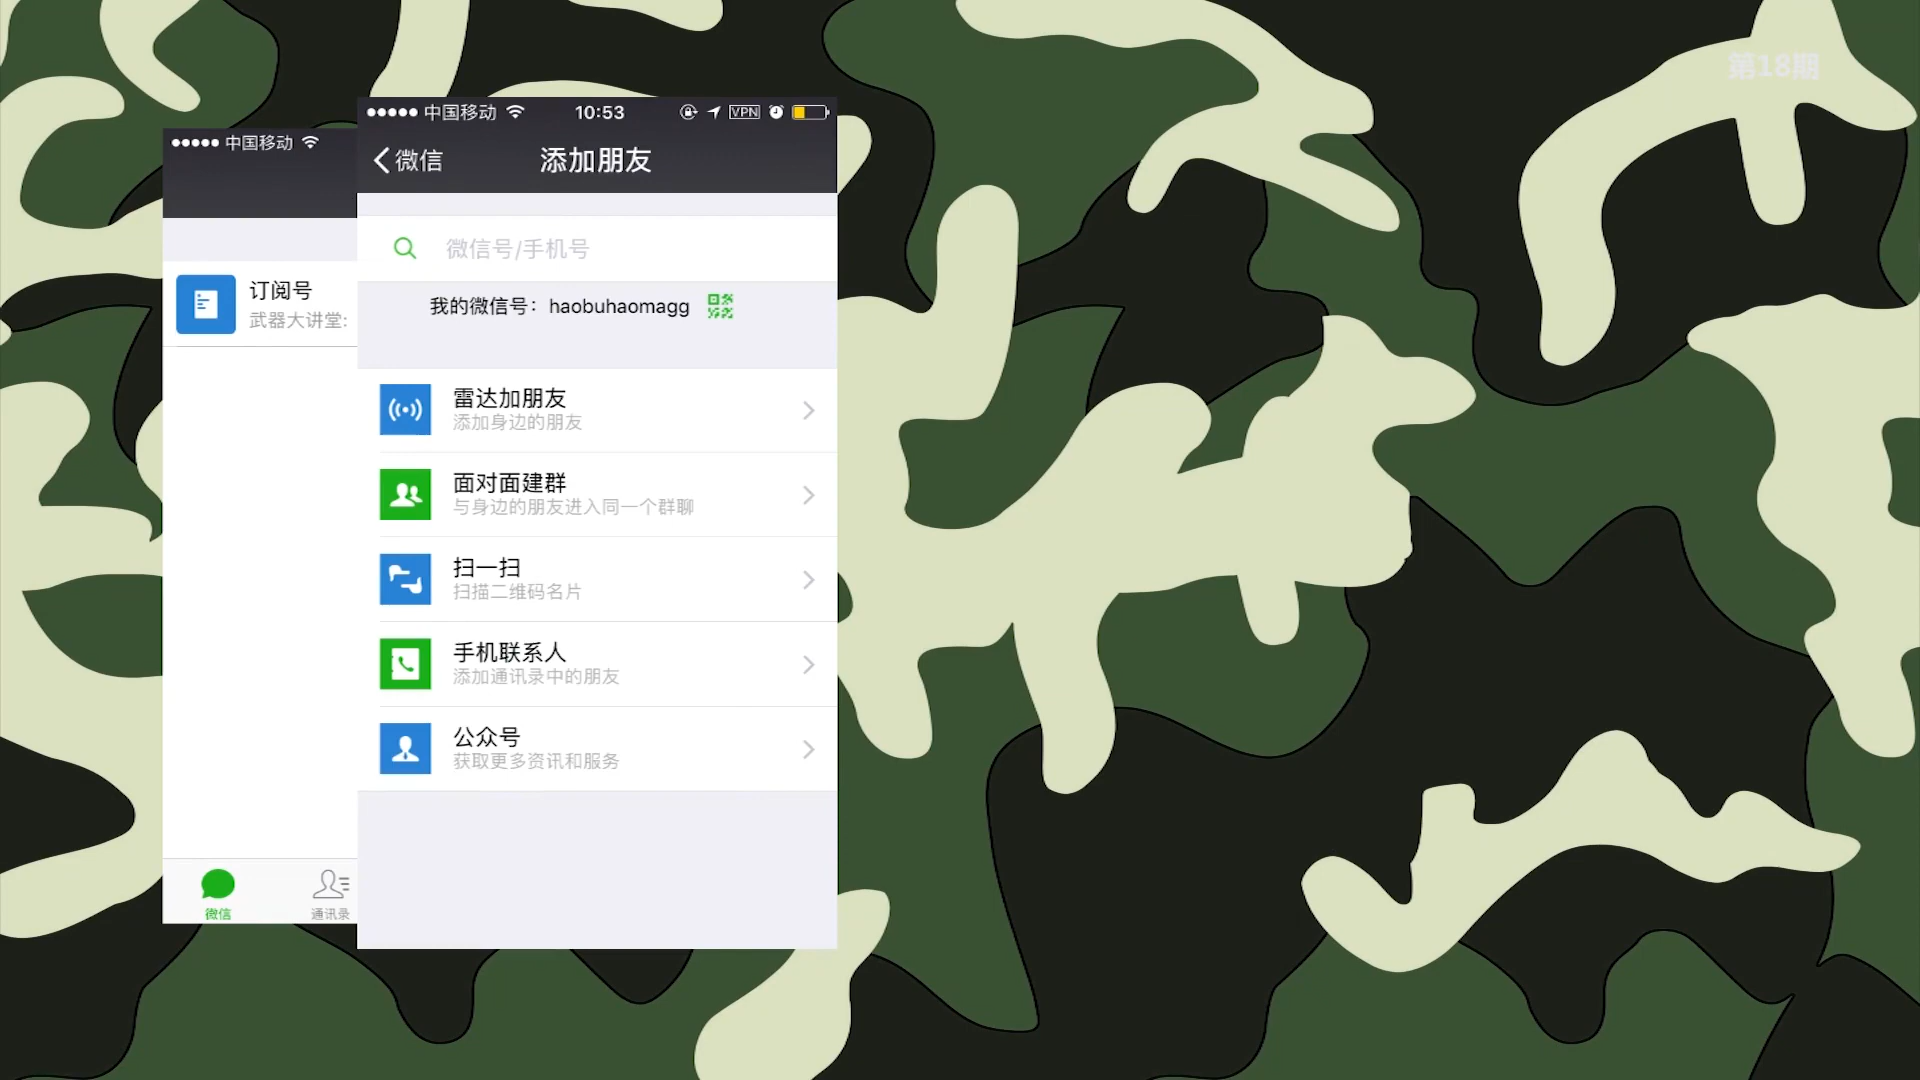 第18期
中国移动
订阅号
武器大讲堂:
微信
通讯录
中国移动 10:53 VPN
微信 添加朋友
微信号/手机号
我的微信号：haobuhaomagg
雷达加朋友
添加身边的朋友
面对面建群
与身边的朋友进入同一个群聊
扫一扫
扫描二维码名片
手机联系人
添加通讯录中的朋友
公众号
获取更多资讯和服务